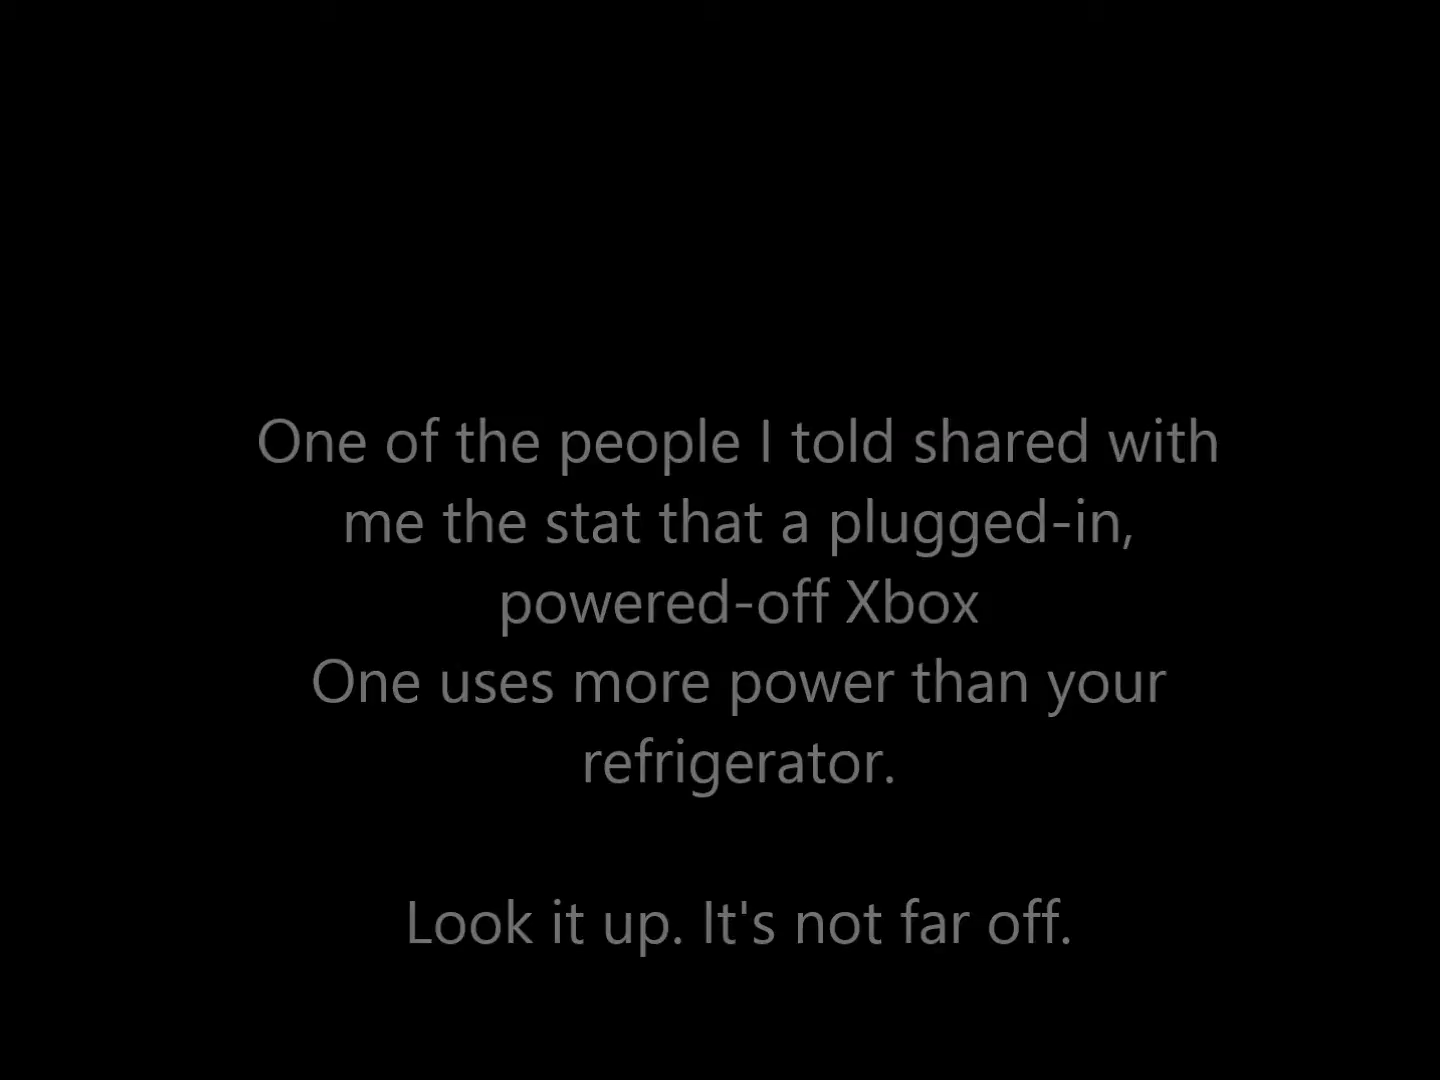 One of the people I told shared with
me the stat that a plugged-in,
powered-off Xbox
One uses more power than your
refrigerator.
Look it up. It's not far off.